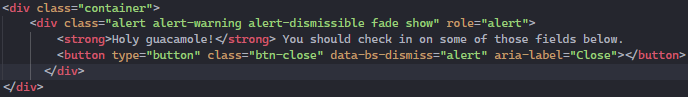 <div class="container">
    <div class="alert alert-warning alert-dismissible fade show" role="alert">
        <strong>Holy guacamole!</strong> You should check in on some of those fields below.
        <button type="button" class="btn-close" data-bs-dismiss="alert" aria-label="Close"></button>
      </div>
</div>